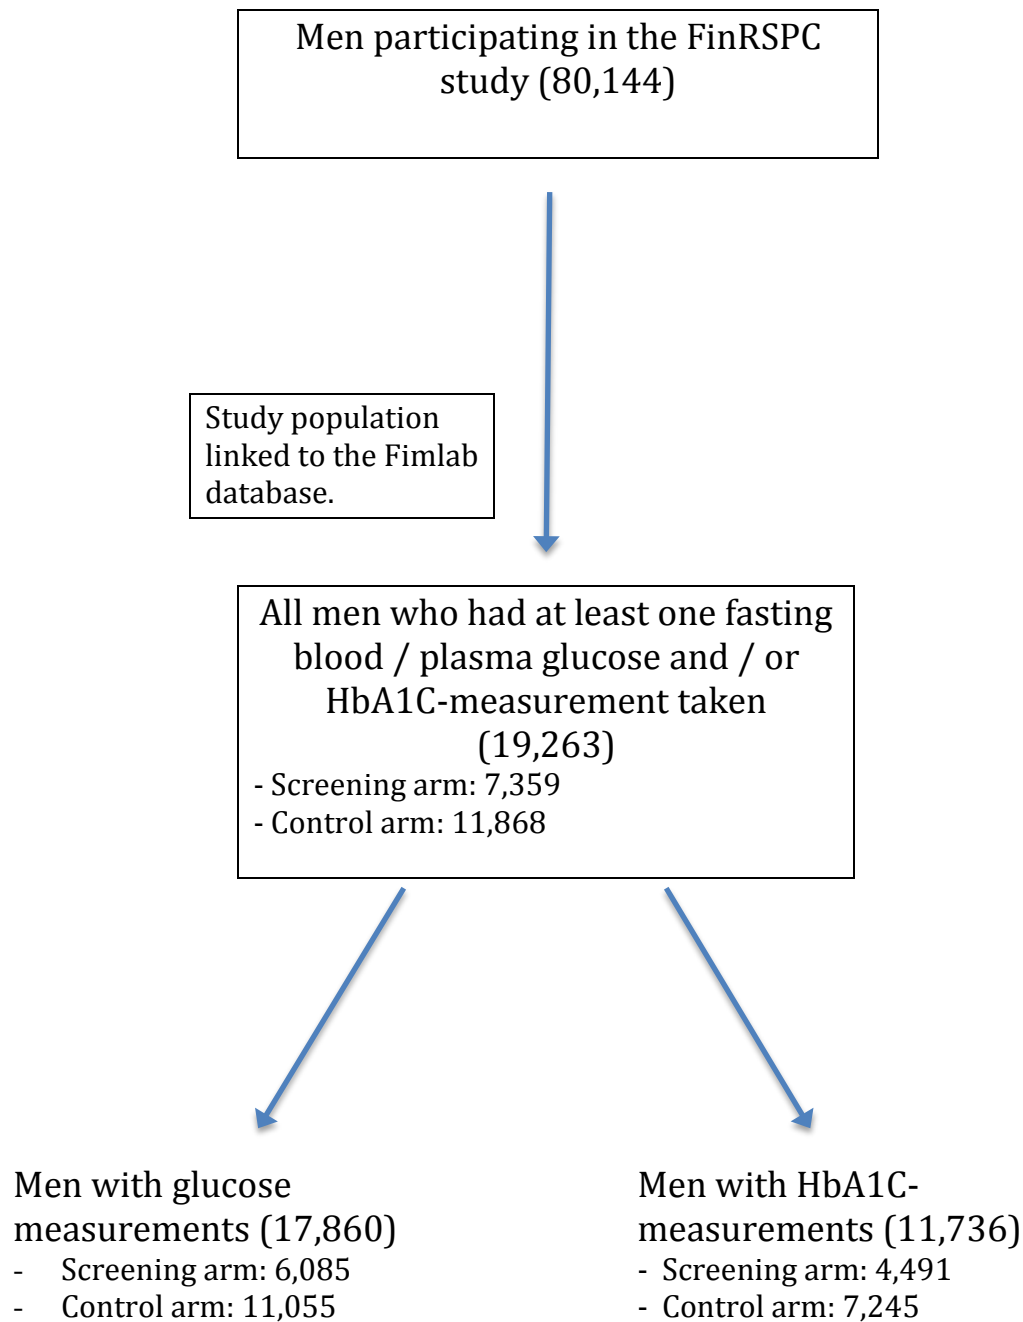 Men participating in the FinRSPC
study (80,144)
Study population
linked to the Fimlab
database.
All men who had at least one fasting
blood / plasma glucose and / or
HbA1C-measurement taken
(19,263)
- Screening arm: 7,359
- Control arm: 11,868
Men with glucose
measurements (17,860)
- Screening arm: 6,085
- Control arm: 11,055
Men with HbA1C-
measurements (11,736)
- Screening arm: 4,491
- Control arm: 7,245